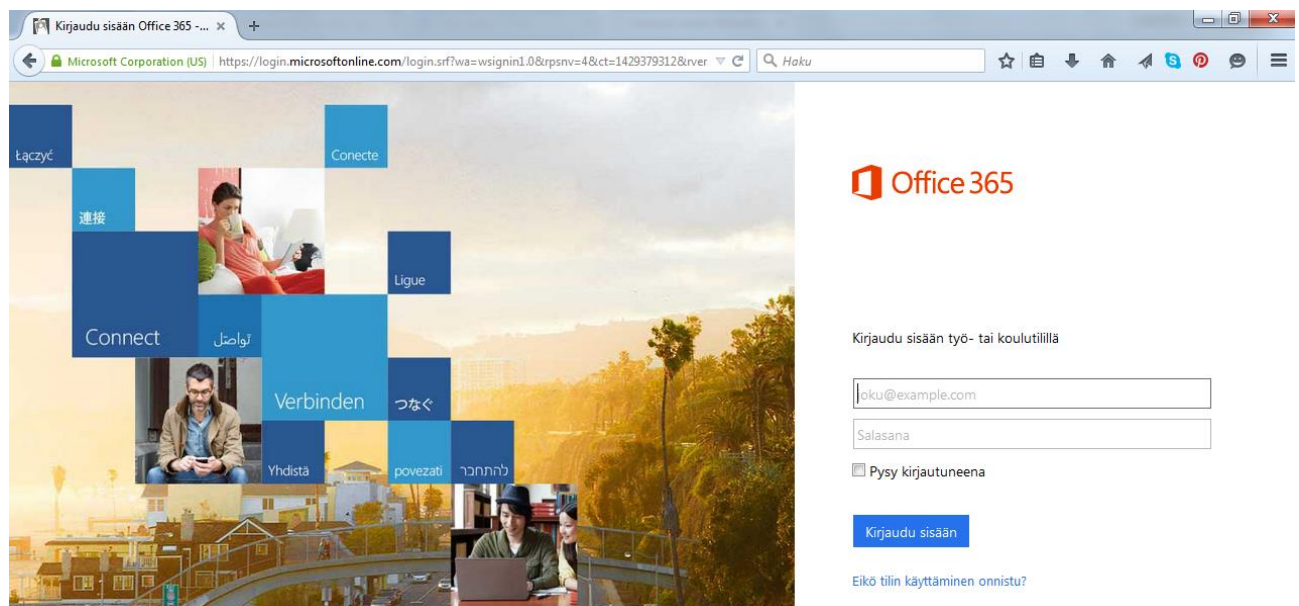 Kirjaudu sisään Office 365 -...
Microsoft Corporation (US)
https://login.microsoftonline.com/login.srf?wa=wsignin1.0&rpsnv=4&ct=1429379312&rver
Haku
Łączyć
Conecte
連接
Ligue
Connect
تواصل
Verbinden
つなぐ
Yhdistä
povezati
להתחבר
Office 365
Kirjaudu sisään työ- tai koulutilillä
joku@example.com
Salasana
Pysy kirjautuneena
Kirjaudu sisään
Eikö tilin käyttäminen onnistu?